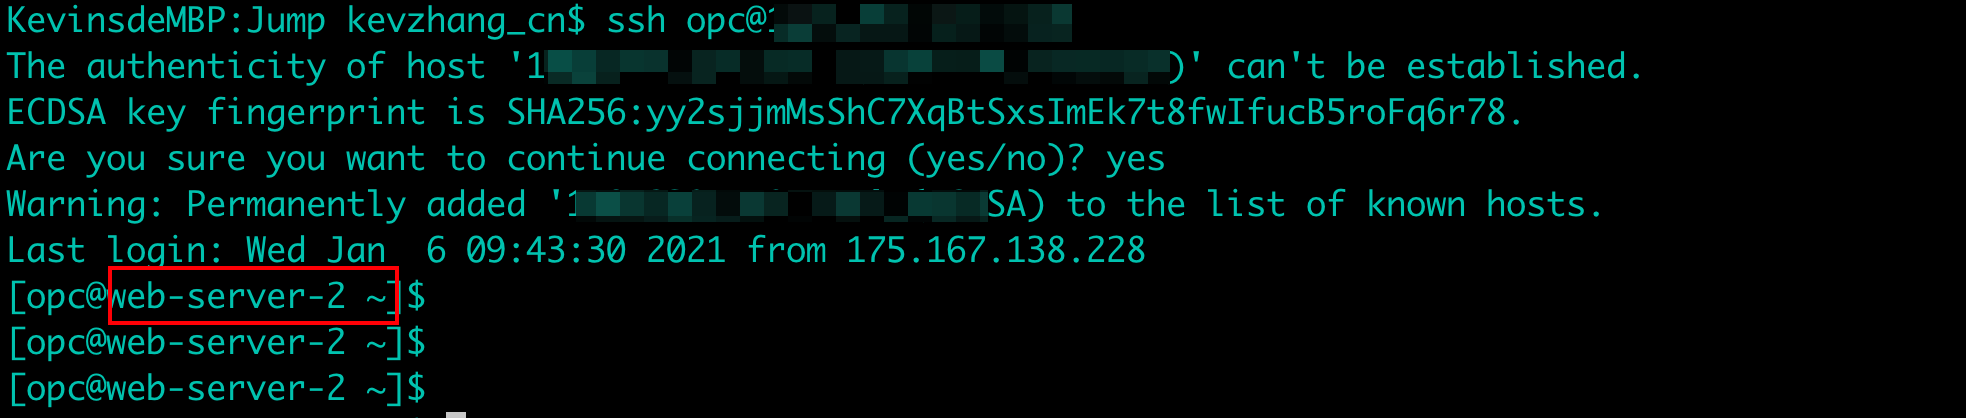 KevinsdeMBP:Jump kevzhang_cn$ ssh opc@1
The authenticity of host '1 )' can't be established.
ECDSA key fingerprint is SHA256:yy2sjjmMsShC7XqBtSxsImEk7t8fwIfucB5roFq6r78.
Are you sure you want to continue connecting (yes/no)? yes
Warning: Permanently added '1 SA) to the list of known hosts.
Last login: Wed Jan  6 09:43:30 2021 from 175.167.138.228
[opc@web-server-2 ~]$
[opc@web-server-2 ~]$
[opc@web-server-2 ~]$